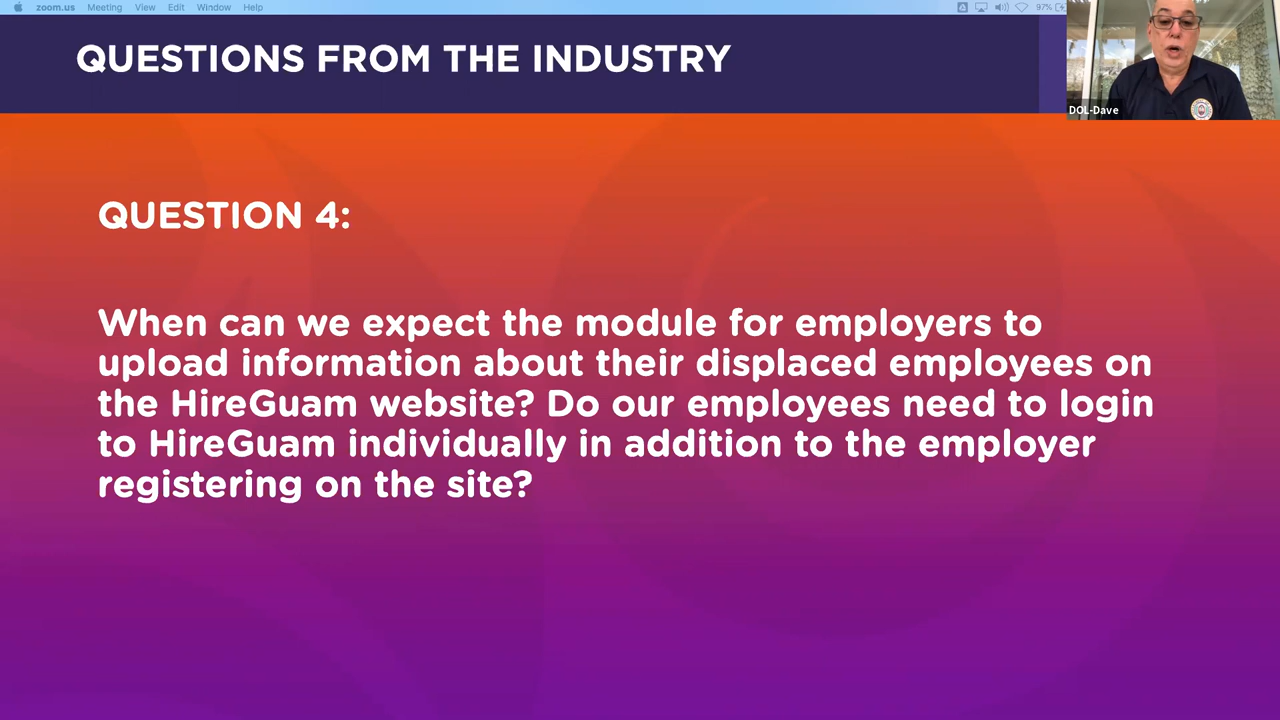 zoom.us Meeting View Edit Window Help 97%
QUESTIONS FROM THE INDUSTRY
DOL-Dave
QUESTION 4:
When can we expect the module for employers to
upload information about their displaced employees on
the HireGuam website? Do our employees need to login
to HireGuam individually in addition to the employer
registering on the site?